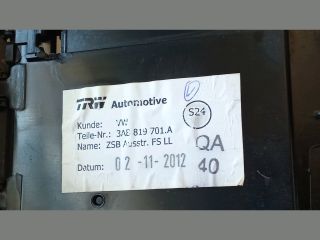 TRW Automotive
S24
Kunde: VW
Teile-Nr.: 3AB 819 701.A
Name: ZSB Ausstr. FS LL
QA
Datum: 02-11-2012
40